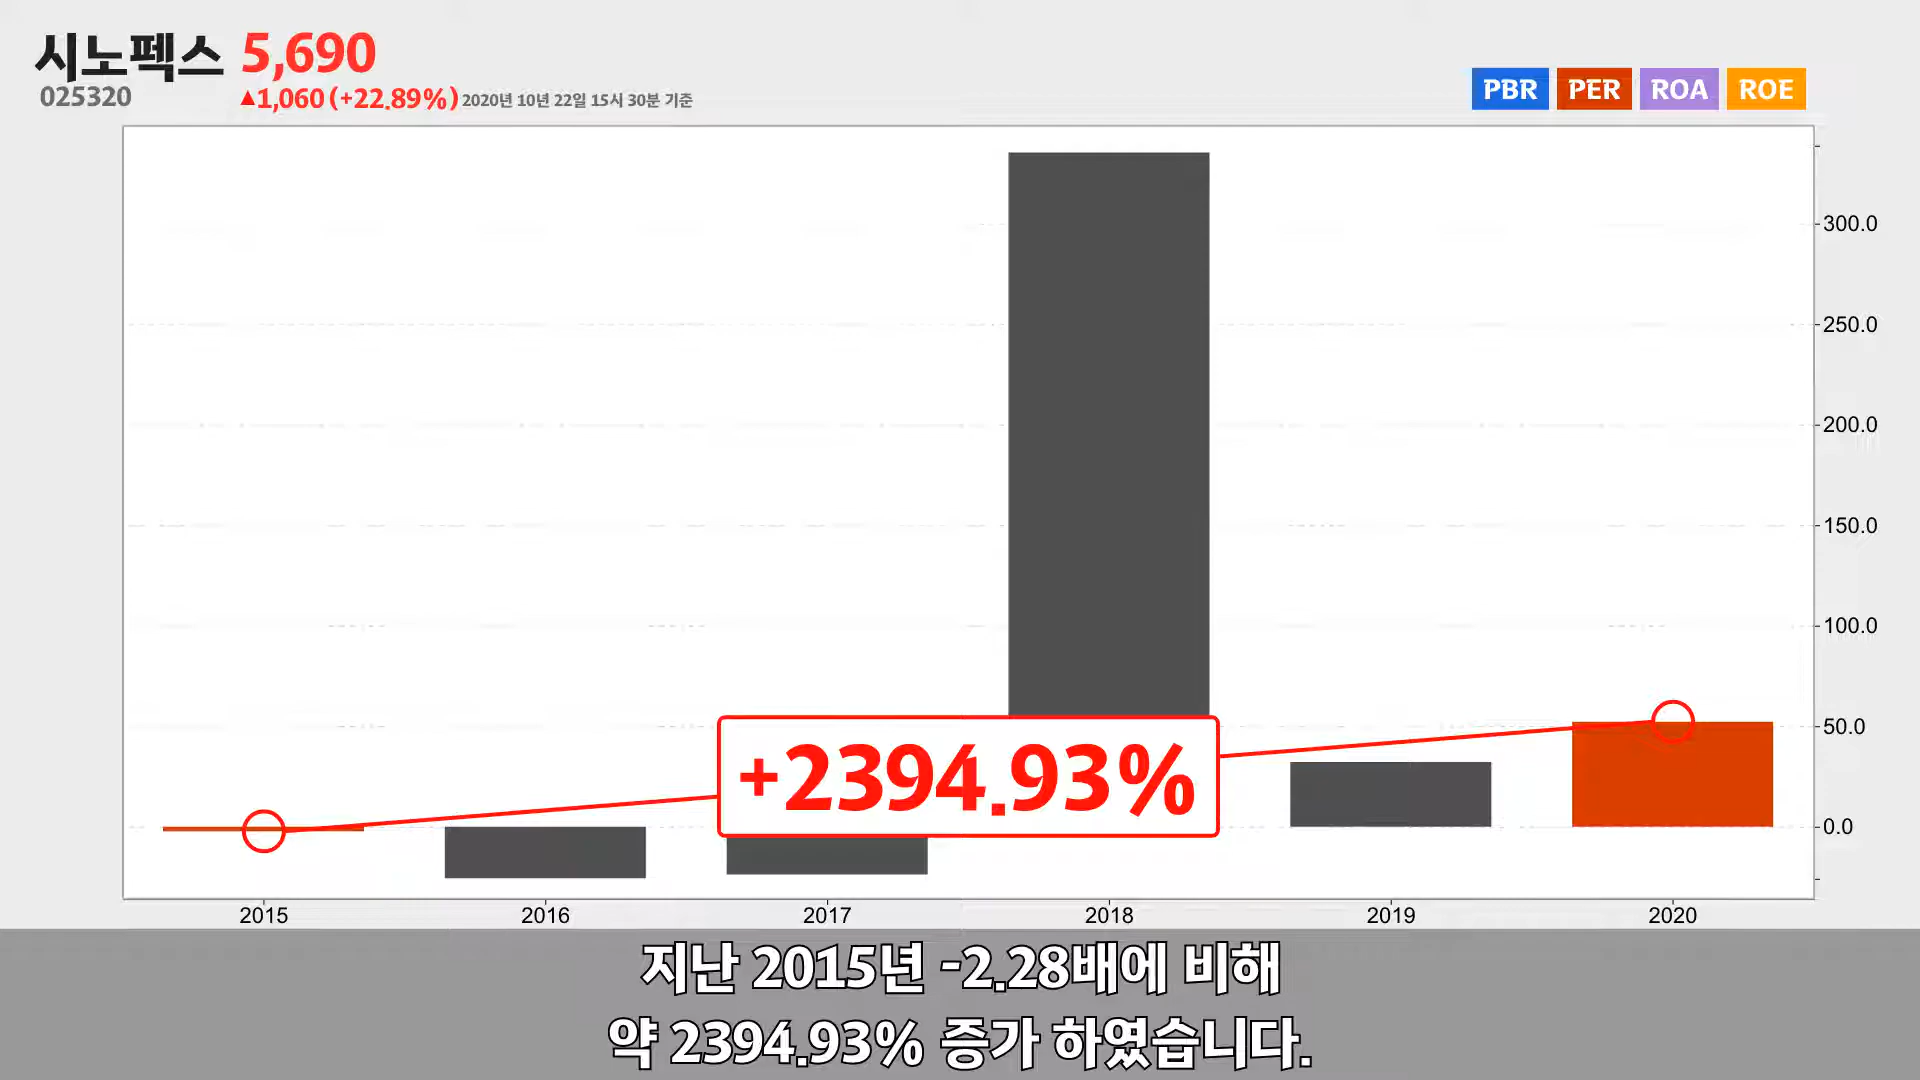 시노펙스 5,690
025320
▲1,060 (+22.89%) 2020년 10년 22일 15시 30분 기준
PBR PER ROA ROE
300.0
250.0
200.0
150.0
100.0
50.0
0.0
+2394.93%
2015 2016 2017 2018 2019 2020
지난 2015년 -2.28배에 비해
약 2394.93% 증가 하였습니다.